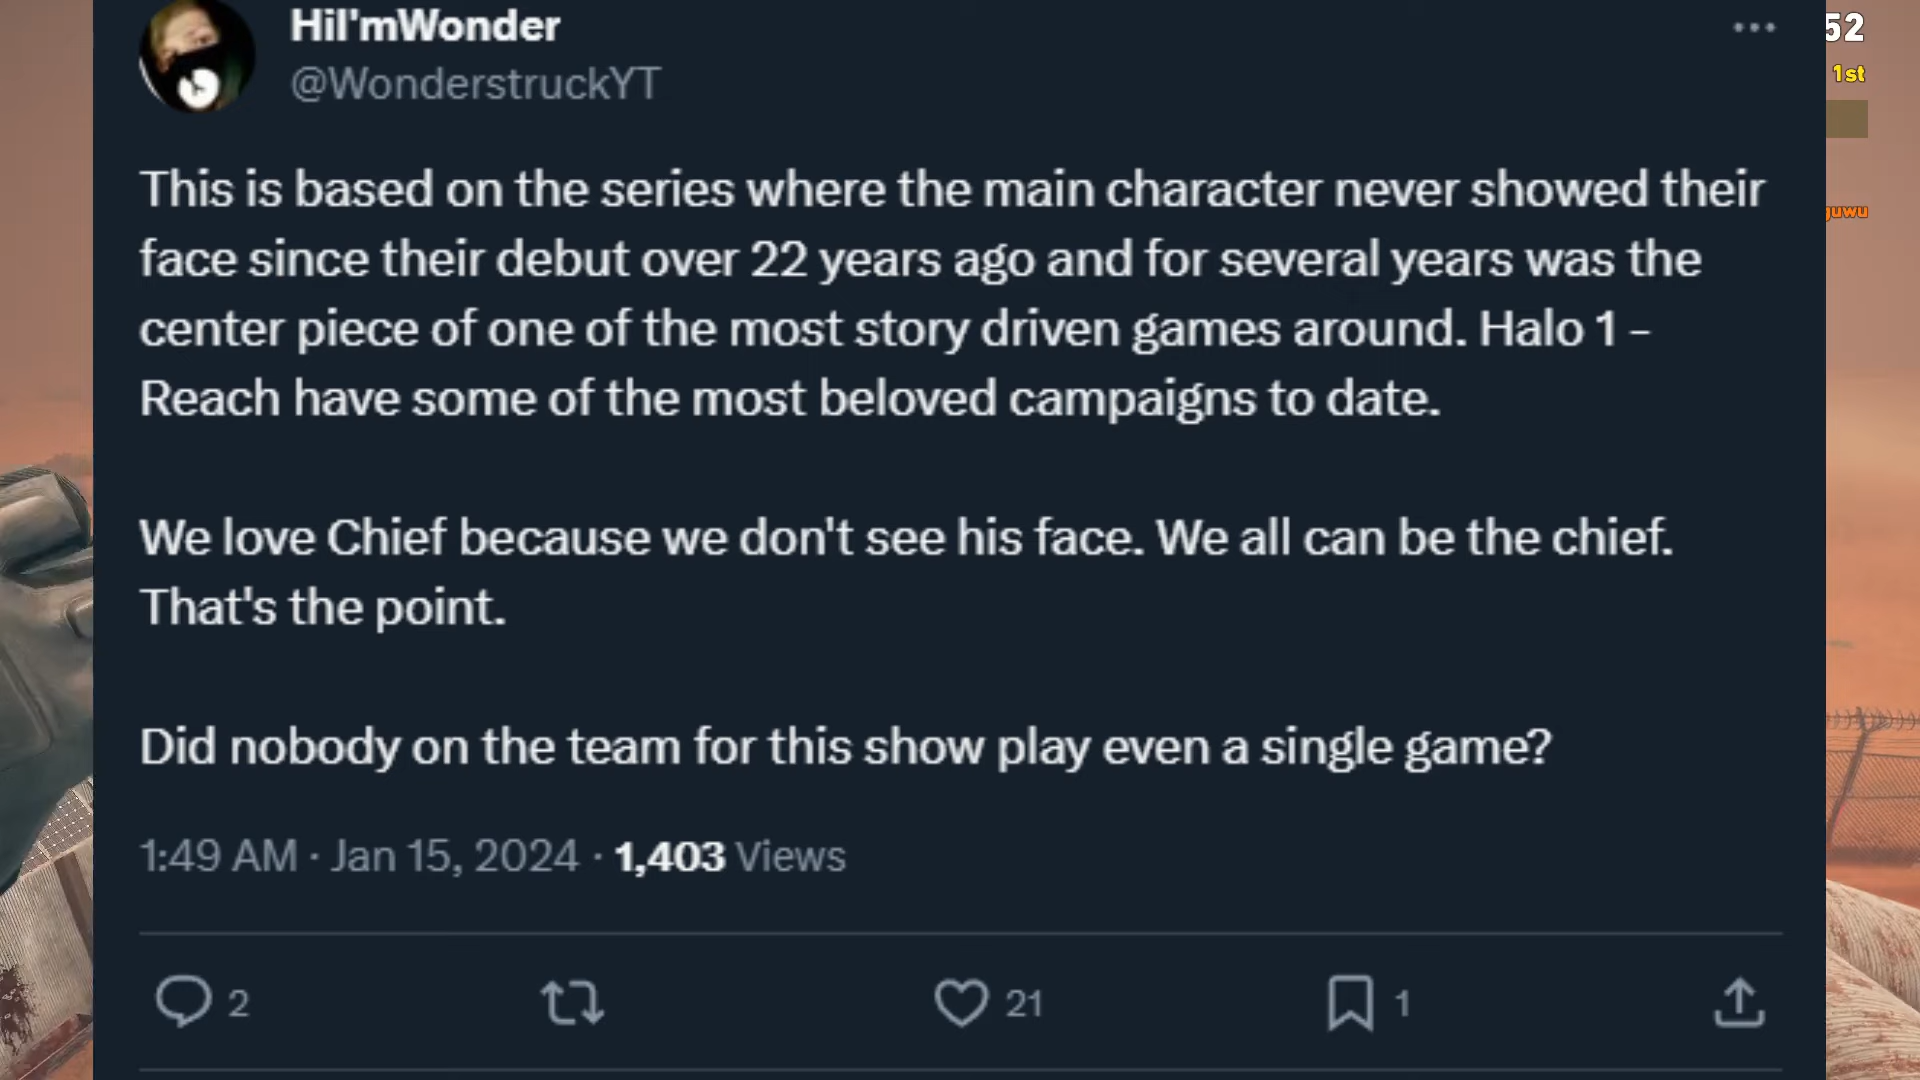 HiI'mWonder
@WonderstruckYT
52
1st
guwu
This is based on the series where the main character never showed their
face since their debut over 22 years ago and for several years was the
center piece of one of the most story driven games around. Halo 1 -
Reach have some of the most beloved campaigns to date.
We love Chief because we don't see his face. We all can be the chief.
That's the point.
Did nobody on the team for this show play even a single game?
1:49 AM · Jan 15, 2024 · 1,403 Views
2
21
1